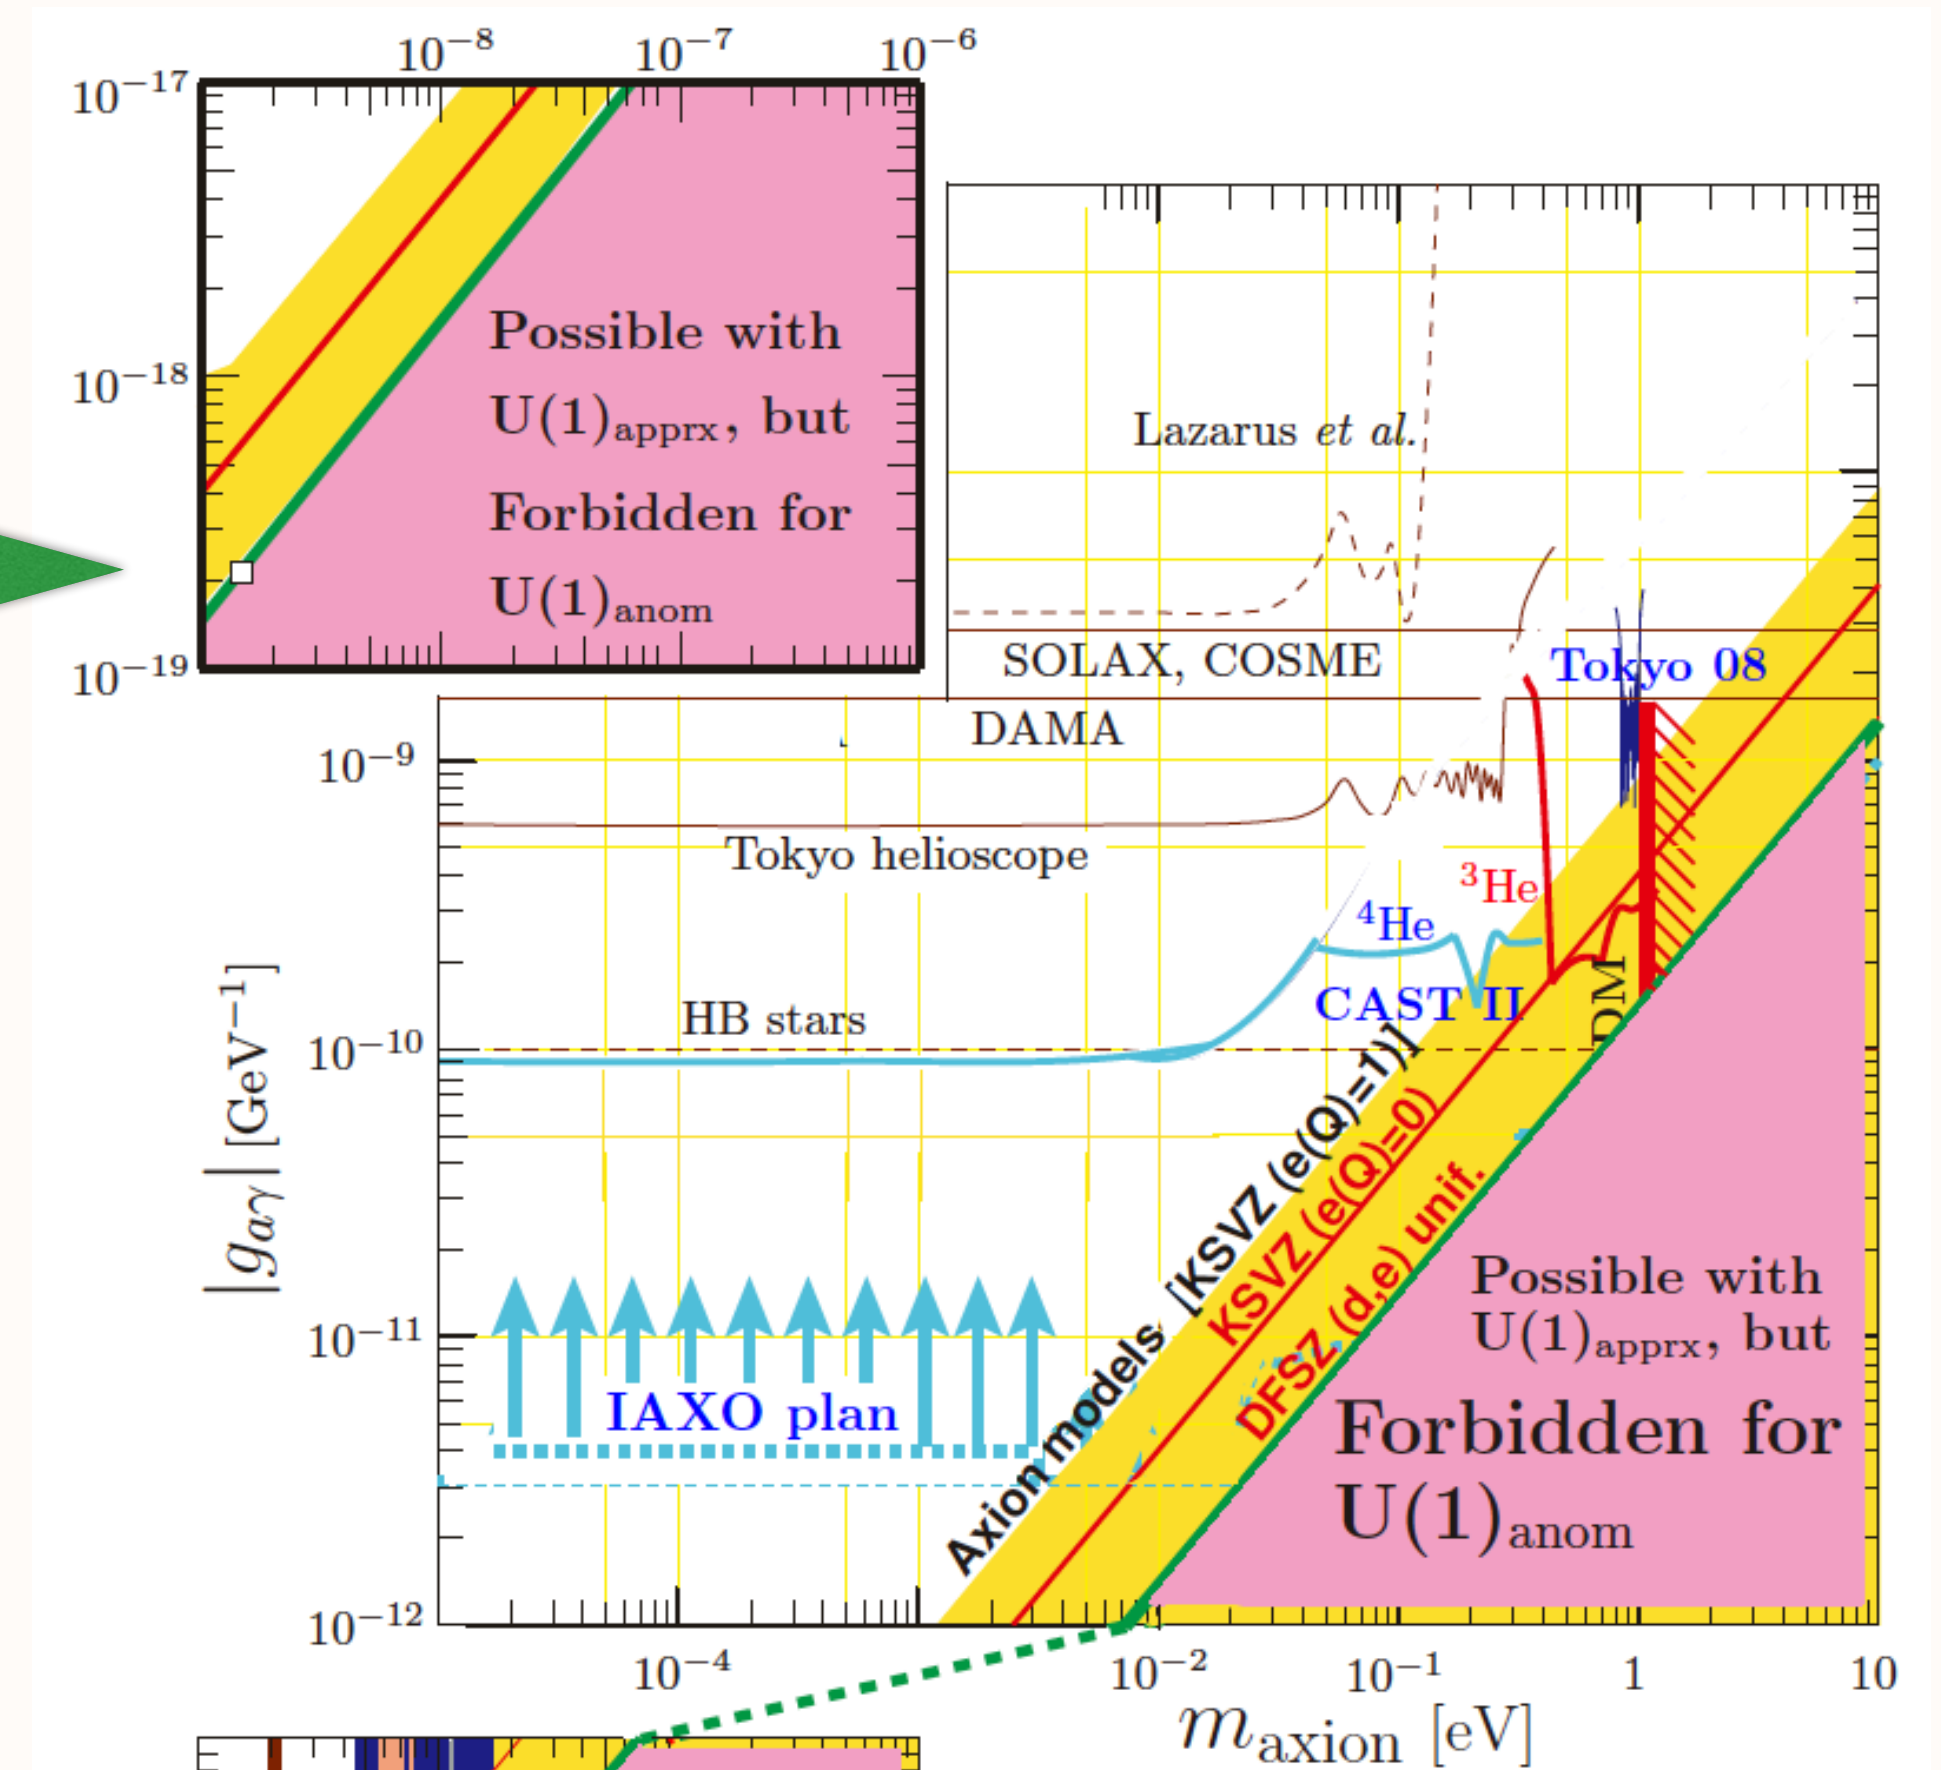 10⁻⁸ 10⁻⁷ 10⁻⁶
10⁻¹⁷
10⁻¹⁸
10⁻¹⁹
Possible with
U(1)apprx, but
Forbidden for
U(1)anom
Lazarus et al.
SOLAX, COSME
Tokyo 08
DAMA
10⁻⁹
Tokyo helioscope
³He
⁴He
CAST II
DM
HB stars
10⁻¹⁰
|gaγ| [GeV⁻¹]
Axion models [KSVZ (e(Q)=1)]
KSVZ (e(Q)=0)
DFSZ (d,e) unif.
10⁻¹¹
IAXO plan
Possible with
U(1)apprx, but
Forbidden for
U(1)anom
10⁻¹²
10⁻⁴ 10⁻² 10⁻¹ 1 10
maxion [eV]